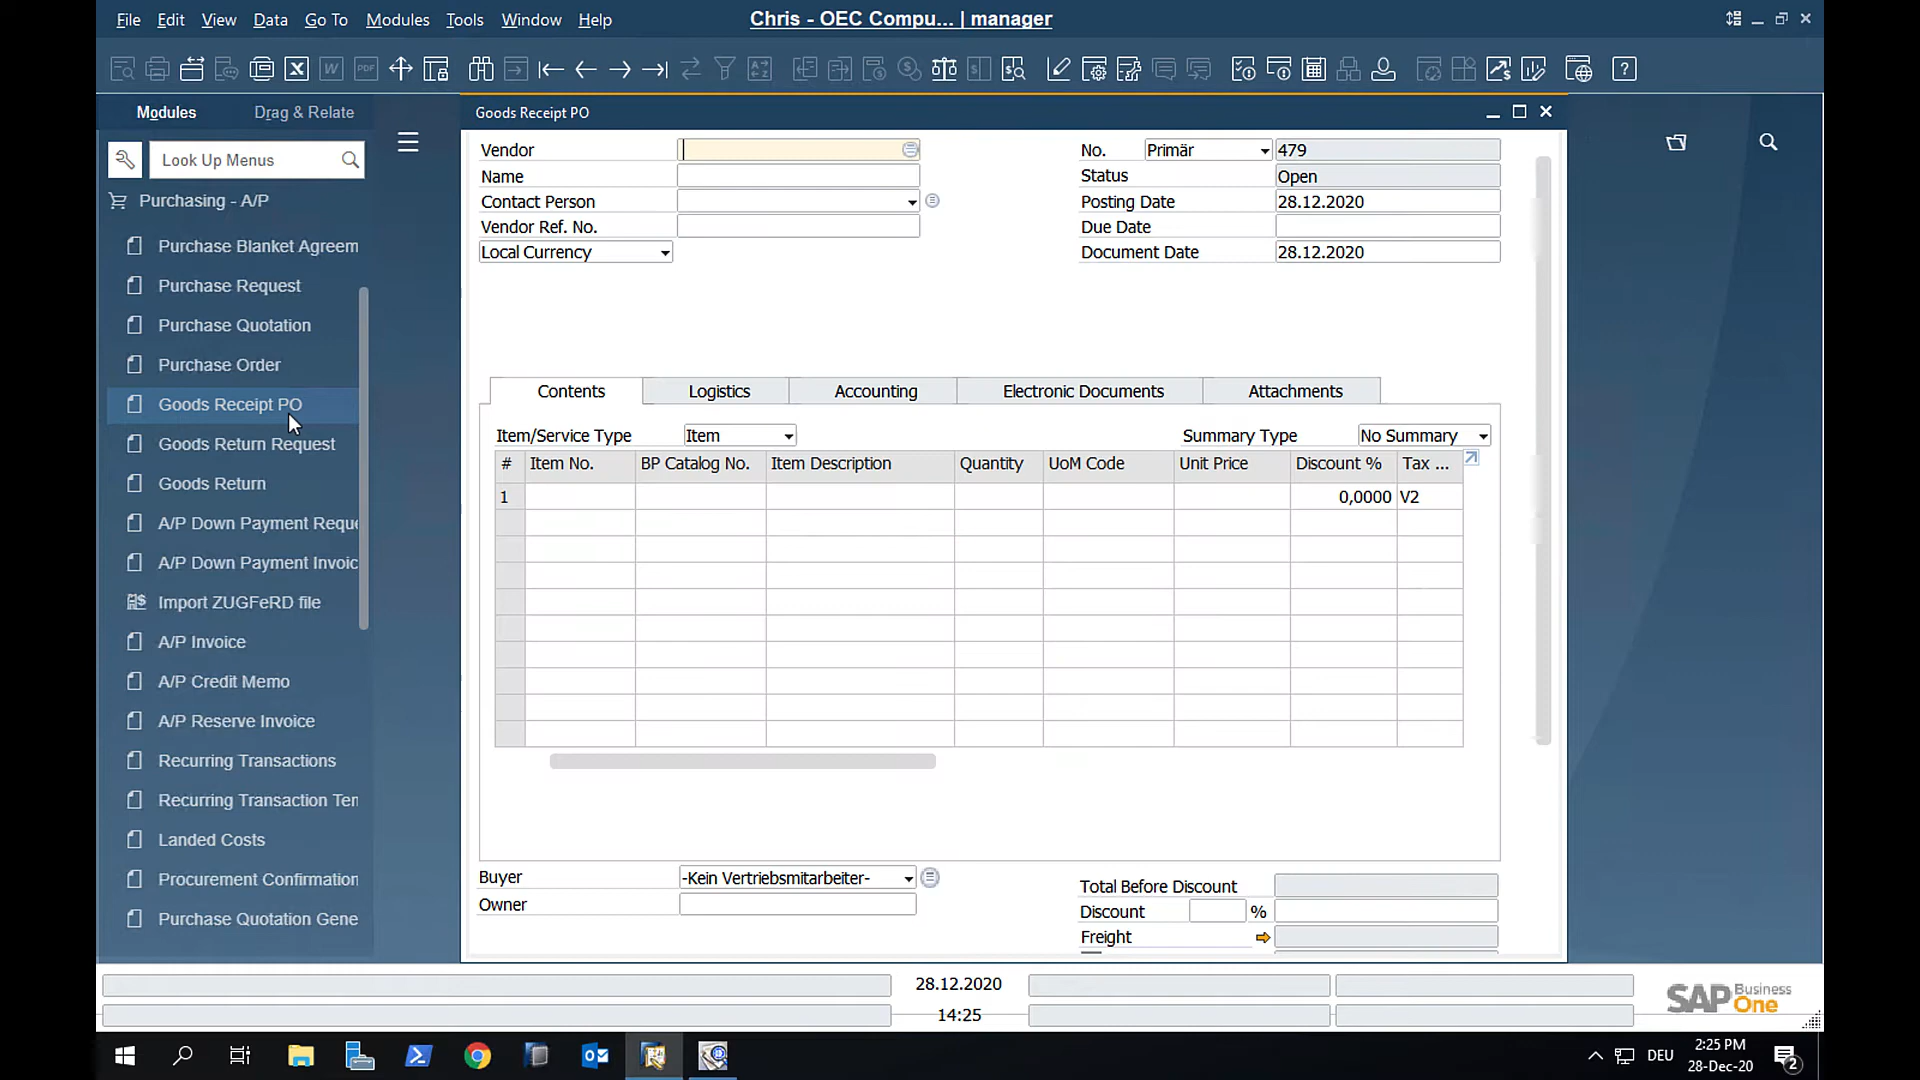 File Edit View Data Go To Modules Tools Window Help
Chris - OEC Compu... | manager
Modules Drag & Relate
Look Up Menus
Purchasing - A/P
Purchase Blanket Agreem
Purchase Request
Purchase Quotation
Purchase Order
Goods Receipt PO
Goods Return Request
Goods Return
A/P Down Payment Reque
A/P Down Payment Invoic
Import ZUGFeRD file
A/P Invoice
A/P Credit Memo
A/P Reserve Invoice
Recurring Transactions
Recurring Transaction Ten
Landed Costs
Procurement Confirmation
Purchase Quotation Gene
Goods Receipt PO
Vendor
Name
Contact Person
Vendor Ref. No.
Local Currency
No. Primär 479
Status Open
Posting Date 28.12.2020
Due Date
Document Date 28.12.2020
Contents Logistics Accounting Electronic Documents Attachments
Item/Service Type Item Summary Type No Summary
# Item No. BP Catalog No. Item Description Quantity UoM Code Unit Price Discount % Tax ...
1 0,0000 V2
Buyer -Kein Vertriebsmitarbeiter-
Owner
Total Before Discount
Discount %
Freight
28.12.2020
14:25
SAP Business One
DEU
2:25 PM
28-Dec-20
2